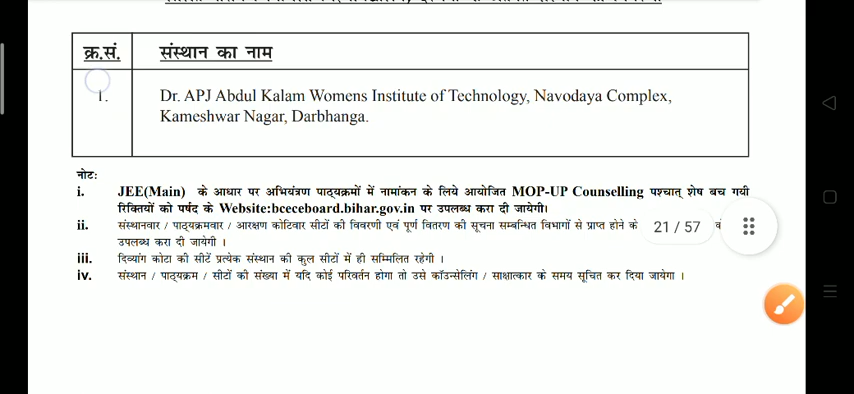 क्र.सं. संस्थान का नाम
1. Dr. APJ Abdul Kalam Womens Institute of Technology, Navodaya Complex,
Kameshwar Nagar, Darbhanga.
नोटः
i. JEE(Main) के आधार पर अभियंत्रण पाठ्यक्रमों में नामांकन के लिये आयोजित MOP-UP Counselling पश्चात् शेष बच गयी
रिक्तियों को पर्षद के Website:bceceboard.bihar.gov.in पर उपलब्ध करा दी जायेगी।
ii. संस्थानवार / पाठ्यक्रमवार / आरक्षण कोटिवार सीटों की विवरणी एवं पूर्ण वितरण की सूचना सम्बन्धित विभागों से प्राप्त होने के
21 / 57
उपलब्ध करा दी जायेगी ।
iii. दिव्यांग कोटा की सीटें प्रत्येक संस्थान की कुल सीटों में ही सम्मिलित रहेगी ।
iv. संस्थान / पाठ्यक्रम / सीटों की संख्या में यदि कोई परिवर्तन होगा तो उसे कॉउन्सेलिंग / साक्षात्कार के समय सूचित कर दिया जायेगा ।